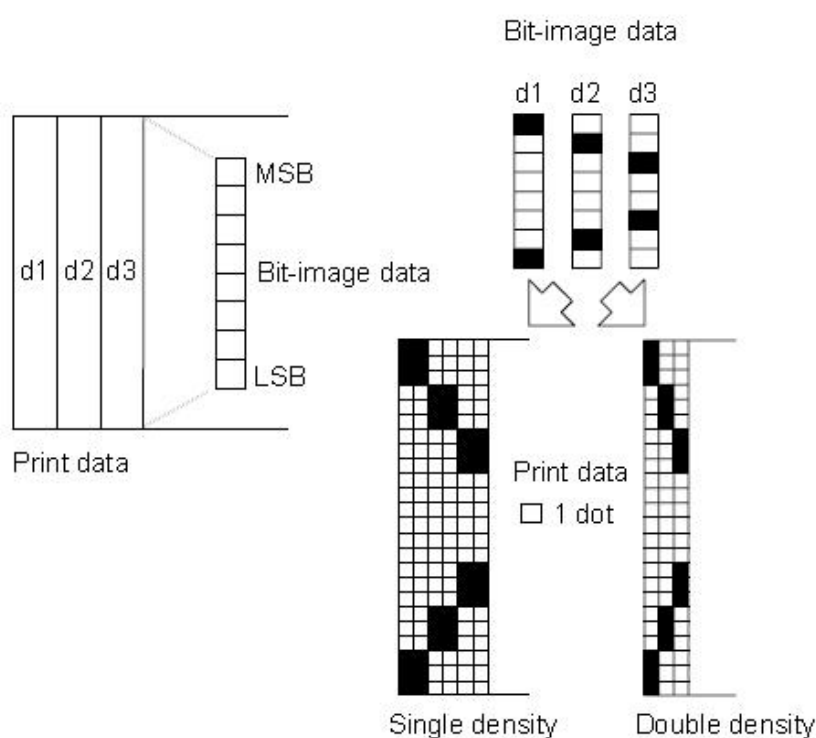 Bit-image data
d1 d2 d3
MSB
d1 d2 d3
Bit-image data
LSB
Print data
Print data
1 dot
Single density
Double density